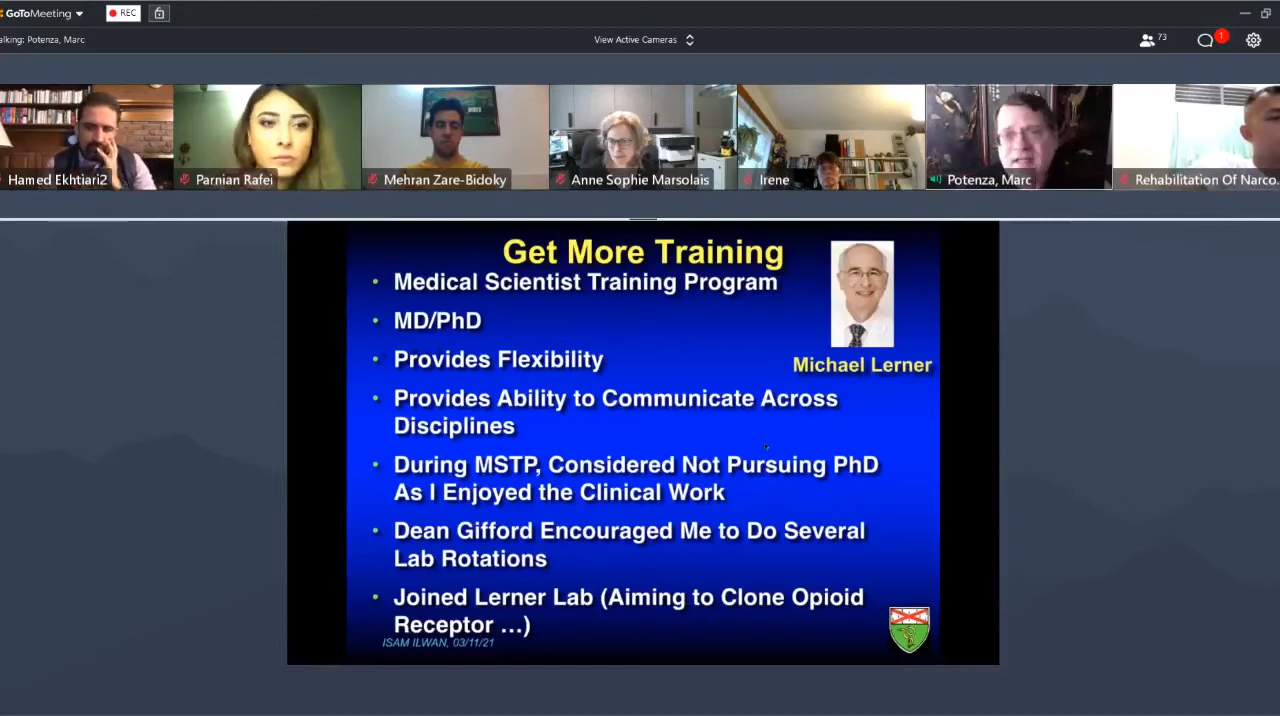 GoToMeeting
REC
alking: Potenza, Marc
View Active Cameras
73
1
Hamed Ekhtiari2
Parnian Rafei
Mehran Zare-Bidoky
Anne Sophie Marsolais
Irene
Potenza, Marc
Rehabilitation Of Narco...
Get More Training
• Medical Scientist Training Program
• MD/PhD
• Provides Flexibility
Michael Lerner
• Provides Ability to Communicate Across
Disciplines
• During MSTP, Considered Not Pursuing PhD
As I Enjoyed the Clinical Work
• Dean Gifford Encouraged Me to Do Several
Lab Rotations
• Joined Lerner Lab (Aiming to Clone Opioid
Receptor ...)
ISAM ILWAN, 03/11/21